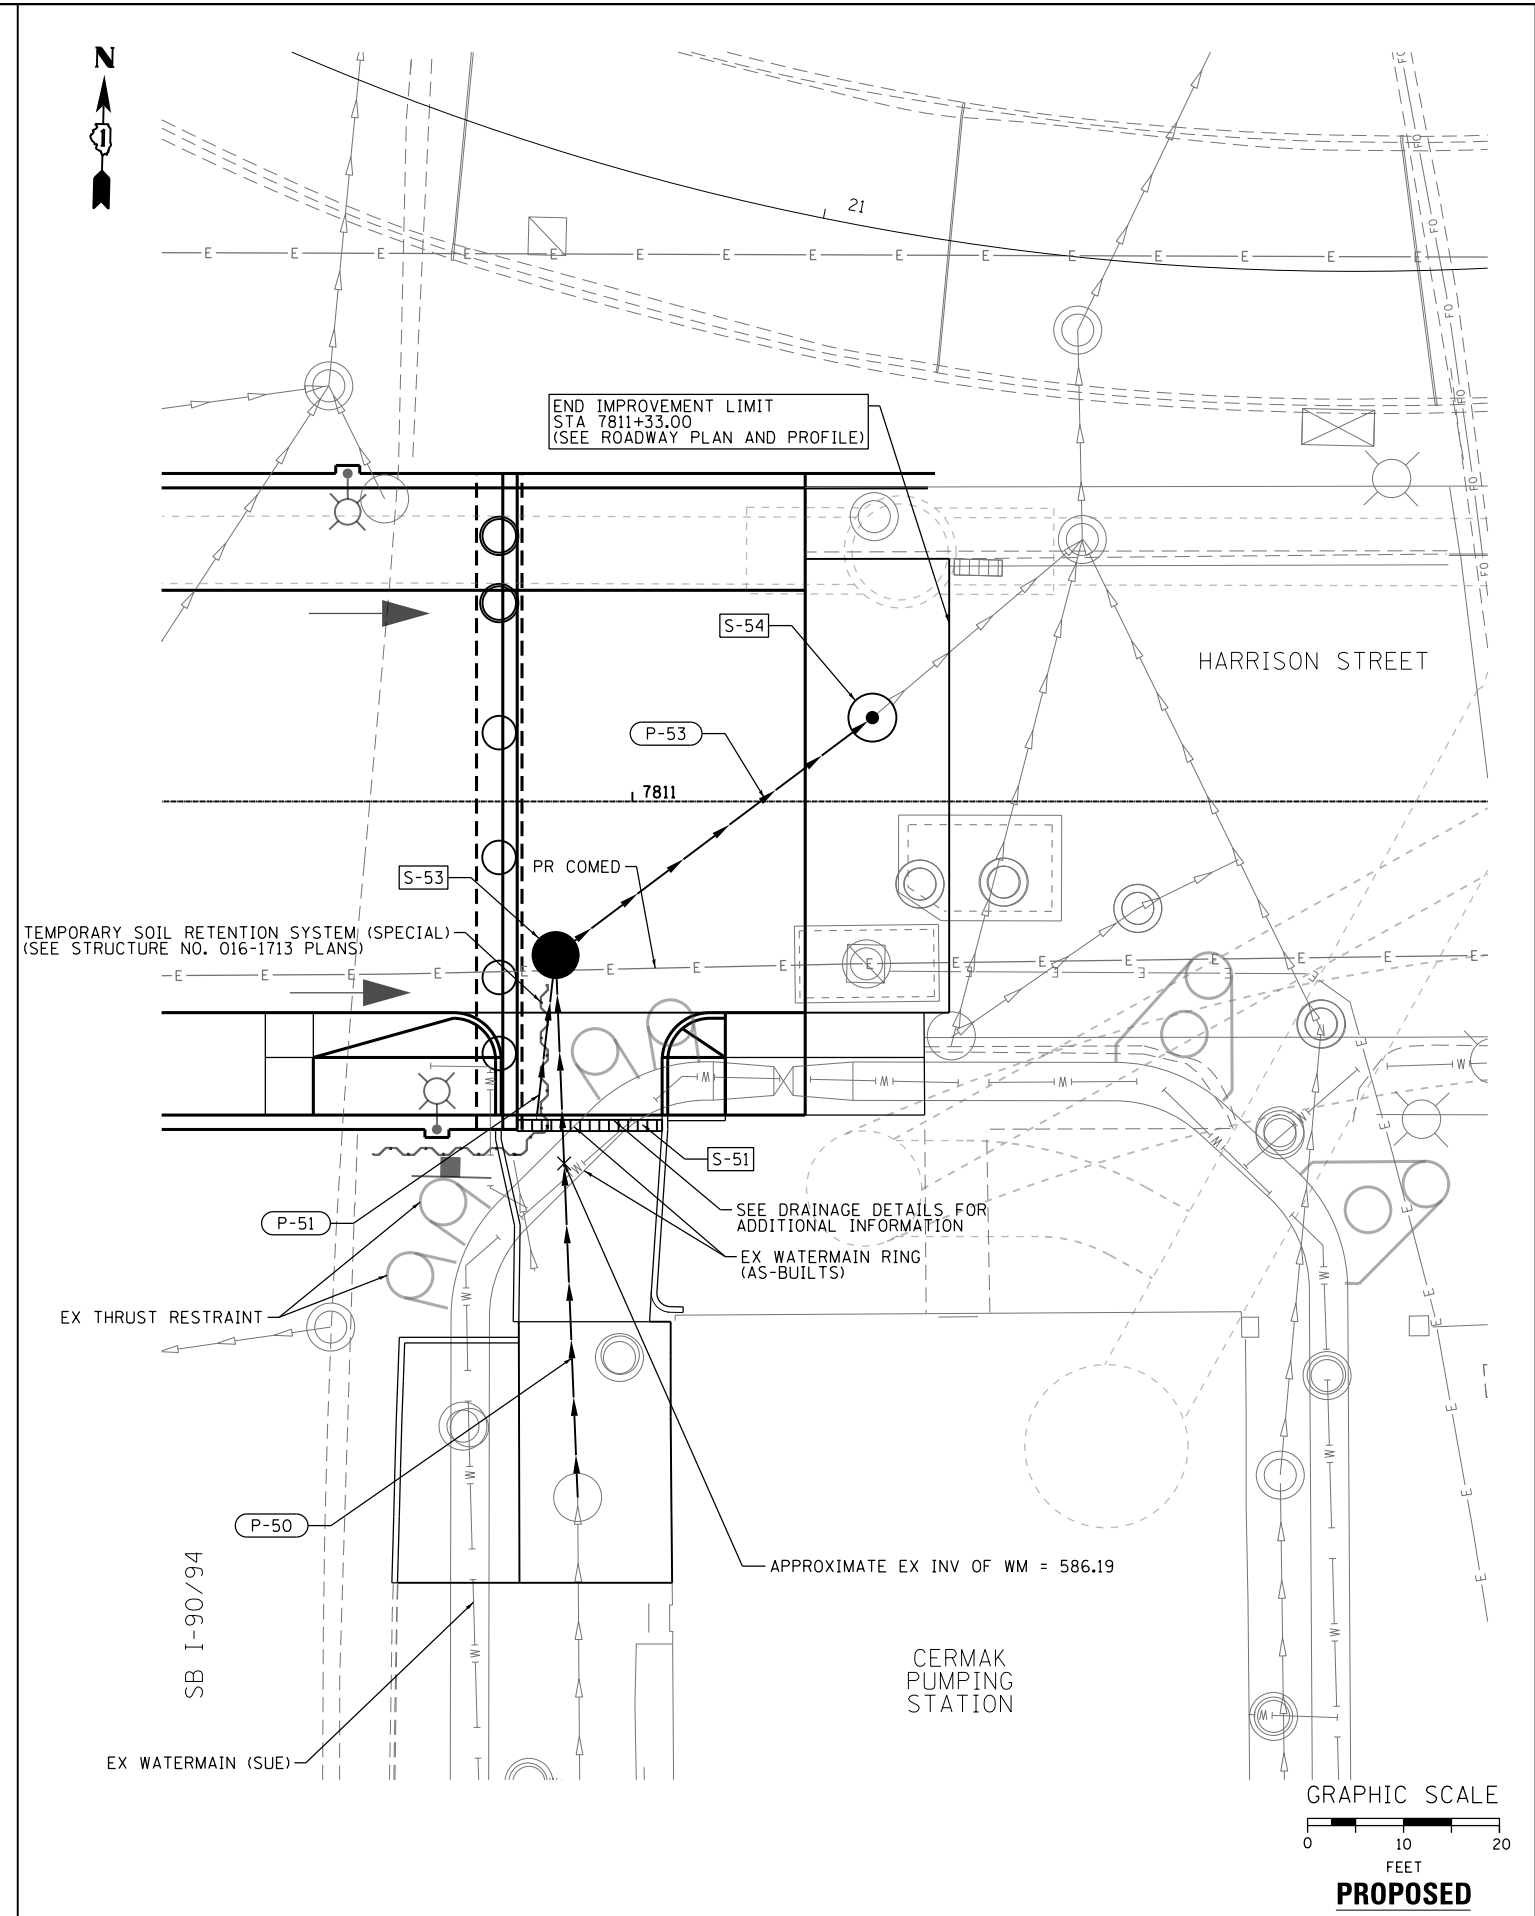 N
1
21
END IMPROVEMENT LIMIT
STA 7811+33.00
(SEE ROADWAY PLAN AND PROFILE)
S-54
HARRISON STREET
P-53
7811
PR COMED
S-53
TEMPORARY SOIL RETENTION SYSTEM (SPECIAL)
(SEE STRUCTURE NO. 016-1713 PLANS)
S-51
SEE DRAINAGE DETAILS FOR
ADDITIONAL INFORMATION
P-51
EX WATERMAIN RING
(AS-BUILTS)
EX THRUST RESTRAINT
P-50
APPROXIMATE EX INV OF WM = 586.19
SB I-90/94
CERMAK
PUMPING
STATION
EX WATERMAIN (SUE)
GRAPHIC SCALE
0 10 20
FEET
PROPOSED